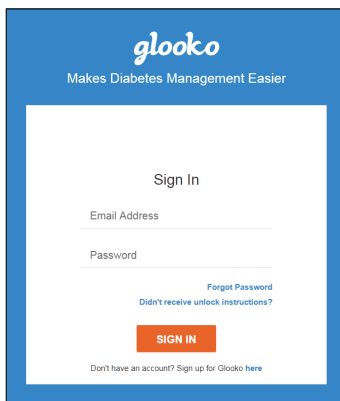 glooko
Makes Diabetes Management Easier
Sign In
Email Address
Password
Forgot Password
Didn't receive unlock instructions?
SIGN IN
Don't have an account? Sign up for Glooko here